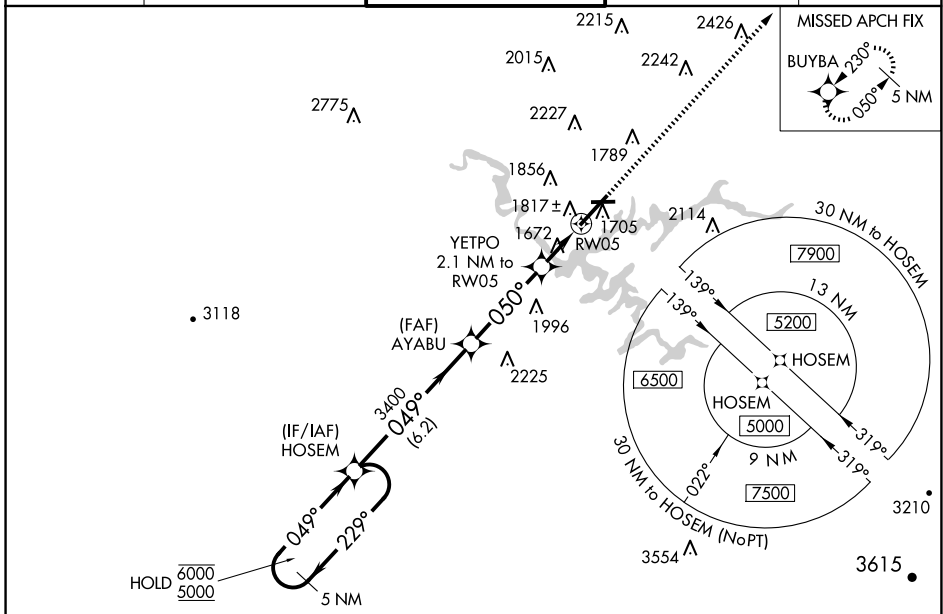 2215
2426
MISSED APCH FIX
2015
2242
BUYBA
230°
050°
5 NM
2775
2227
1789
1856
1817 ±
1705
2114
1672
RW05
YETPO
2.1 NM to
RW05
30 NM to HOSEM
7900
139°
13 NM
139°
5200
050°
3118
1996
(FAF)
AYABU
HOSEM
2225
6500
HOSEM
3400
049°
(6.2)
5000
319°
(IF/IAF)
HOSEM
9 NM
319°
022°
7500
30 NM to HOSEM (NoPT)
3210
049°
229°
3554
3615
HOLD 6000
5000
5 NM